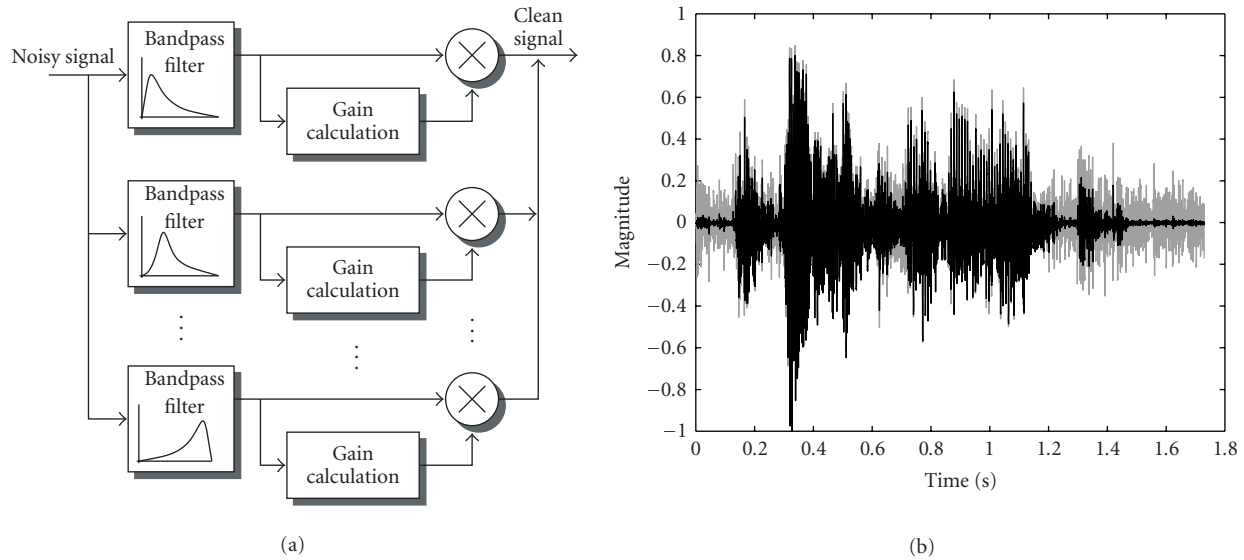 Noisy signal
Bandpass
filter
Gain
calculation
Clean
signal
Bandpass
filter
Gain
calculation
⋮
⋮
⋮
Bandpass
filter
Gain
calculation
(a)
Magnitude
1
0.8
0.6
0.4
0.2
0
−0.2
−0.4
−0.6
−0.8
−1
0 0.2 0.4 0.6 0.8 1 1.2 1.4 1.6 1.8
Time (s)
(b)